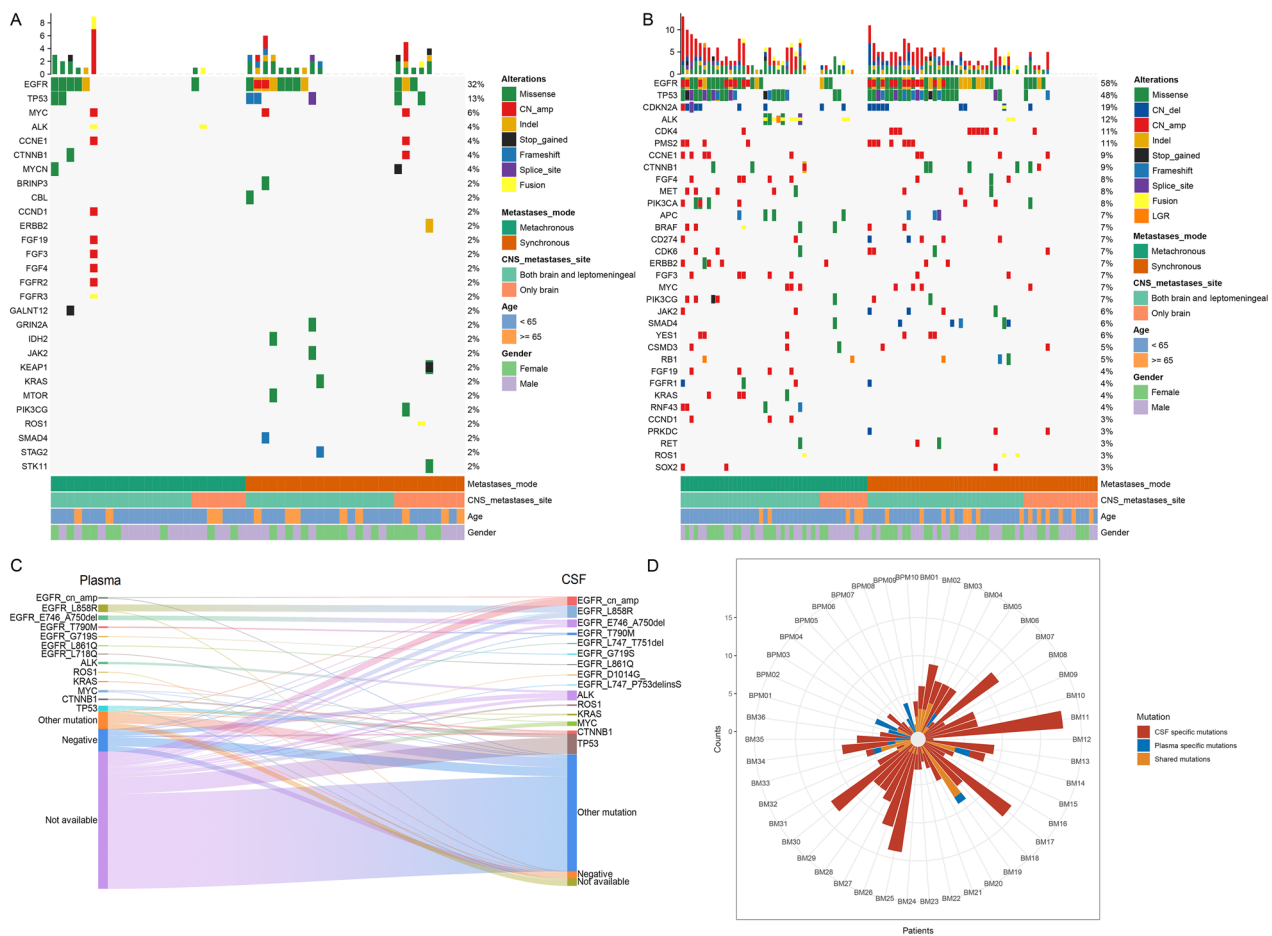 A
8
6
4
2
0
EGFR 32%
TP53 13%
MYC 6%
ALK 4%
CCNE1 4%
CTNNB1 4%
MYCN 4%
BRINP3 2%
CBL 2%
CCND1 2%
ERBB2 2%
FGF19 2%
FGF3 2%
FGF4 2%
FGFR2 2%
FGFR3 2%
GALNT12 2%
GRIN2A 2%
IDH2 2%
JAK2 2%
KEAP1 2%
KRAS 2%
MTOR 2%
PIK3CG 2%
ROS1 2%
SMAD4 2%
STAG2 2%
STK11 2%
Metastases_mode
CNS_metastases_site
Age
Gender
Alterations
Missense
CN_amp
Indel
Stop_gained
Frameshift
Splice_site
Fusion
Metastases_mode
Metachronous
Synchronous
CNS_metastases_site
Both brain and leptomeningeal
Only brain
Age
< 65
>= 65
Gender
Female
Male
B
10
5
0
EGFR 58%
TP53 48%
CDKN2A 19%
ALK 12%
CDK4 11%
PMS2 11%
CCNE1 9%
CTNNB1 9%
FGF4 8%
MET 8%
PIK3CA 8%
APC 7%
BRAF 7%
CD274 7%
CDK6 7%
ERBB2 7%
FGF3 7%
MYC 7%
PIK3CG 7%
JAK2 6%
SMAD4 6%
YES1 6%
CSMD3 5%
RB1 5%
FGF19 4%
FGFR1 4%
KRAS 4%
RNF43 4%
CCND1 3%
PRKDC 3%
RET 3%
ROS1 3%
SOX2 3%
Metastases_mode
CNS_metastases_site
Age
Gender
Alterations
Missense
CN_del
CN_amp
Indel
Stop_gained
Frameshift
Splice_site
Fusion
LGR
Metastases_mode
Metachronous
Synchronous
CNS_metastases_site
Both brain and leptomeningeal
Only brain
Age
< 65
>= 65
Gender
Female
Male
C
Plasma
EGFR_cn_amp
EGFR_L858R
EGFR_E746_A750del
EGFR_T790M
EGFR_G719S
EGFR_L861Q
EGFR_L718Q
ALK
ROS1
KRAS
MYC
CTNNB1
TP53
Other mutation
Negative
Not available
CSF
EGFR_cn_amp
EGFR_L858R
EGFR_E746_A750del
EGFR_T790M
EGFR_L747_T751del
EGFR_G719S
EGFR_L861Q
EGFR_D1014G_
EGFR_L747_P753delinsS
ALK
ROS1
KRAS
MYC
CTNNB1
TP53
Other mutation
Negative
Not available
D
Counts
15
10
5
0
BM01
BM02
BM03
BM04
BM05
BM06
BM07
BM08
BM09
BM10
BM11
BM12
BM13
BM14
BM15
BM16
BM17
BM18
BM19
BM20
BM21
BM22
BM23
BM24
BM25
BM26
BM27
BM28
BM29
BM30
BM31
BM32
BM33
BM34
BM35
BM36
BPM01
BPM02
BPM03
BPM04
BPM05
BPM06
BPM07
BPM08
BPM09
BPM10
Patients
Mutation
CSF specific mutations
Plasma specific mutations
Shared mutations